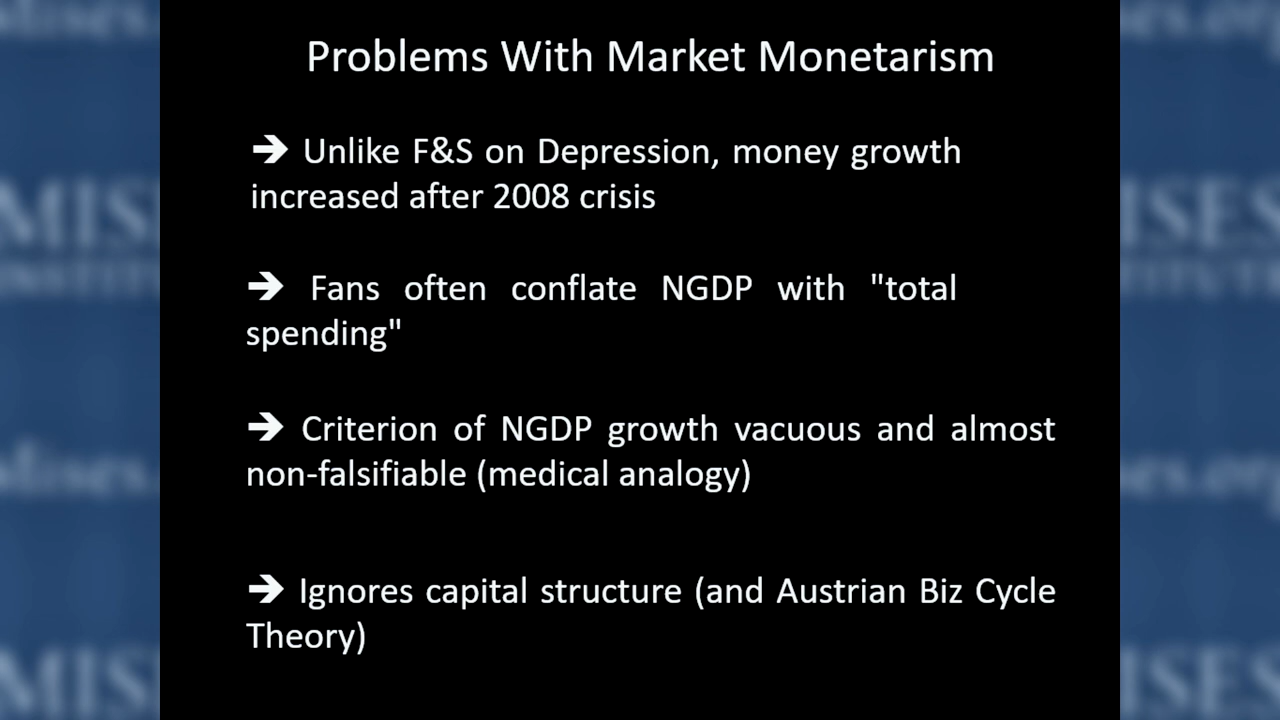 Problems With Market Monetarism
➔ Unlike F&S on Depression, money growth
increased after 2008 crisis
➔ Fans often conflate NGDP with "total
spending"
➔ Criterion of NGDP growth vacuous and almost
non-falsifiable (medical analogy)
➔ Ignores capital structure (and Austrian Biz Cycle
Theory)